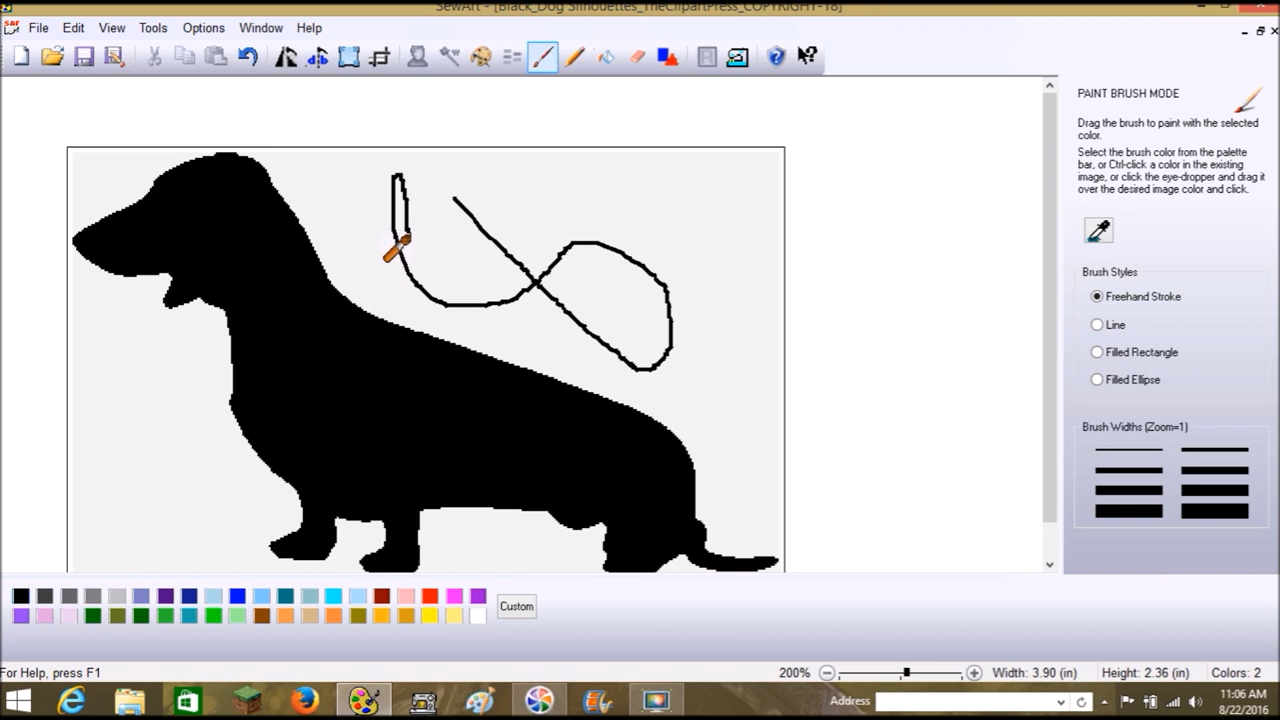 SewArt - [Black_Dog Silhouettes_TheClipartPress_COPYRIGHT-18]
File Edit View Tools Options Window Help
PAINT BRUSH MODE
Drag the brush to paint with the selected
color.
Select the brush color from the palette
bar, or Ctrl-click a color in the existing
image, or click the eye-dropper and drag it
over the desired image color and click.
Brush Styles
Freehand Stroke
Line
Filled Rectangle
Filled Ellipse
Brush Widths (Zoom=1)
Custom
For Help, press F1
200%
Width: 3.90 (in)
Height: 2.36 (in)
Colors: 2
Address
11:06 AM
8/22/2016